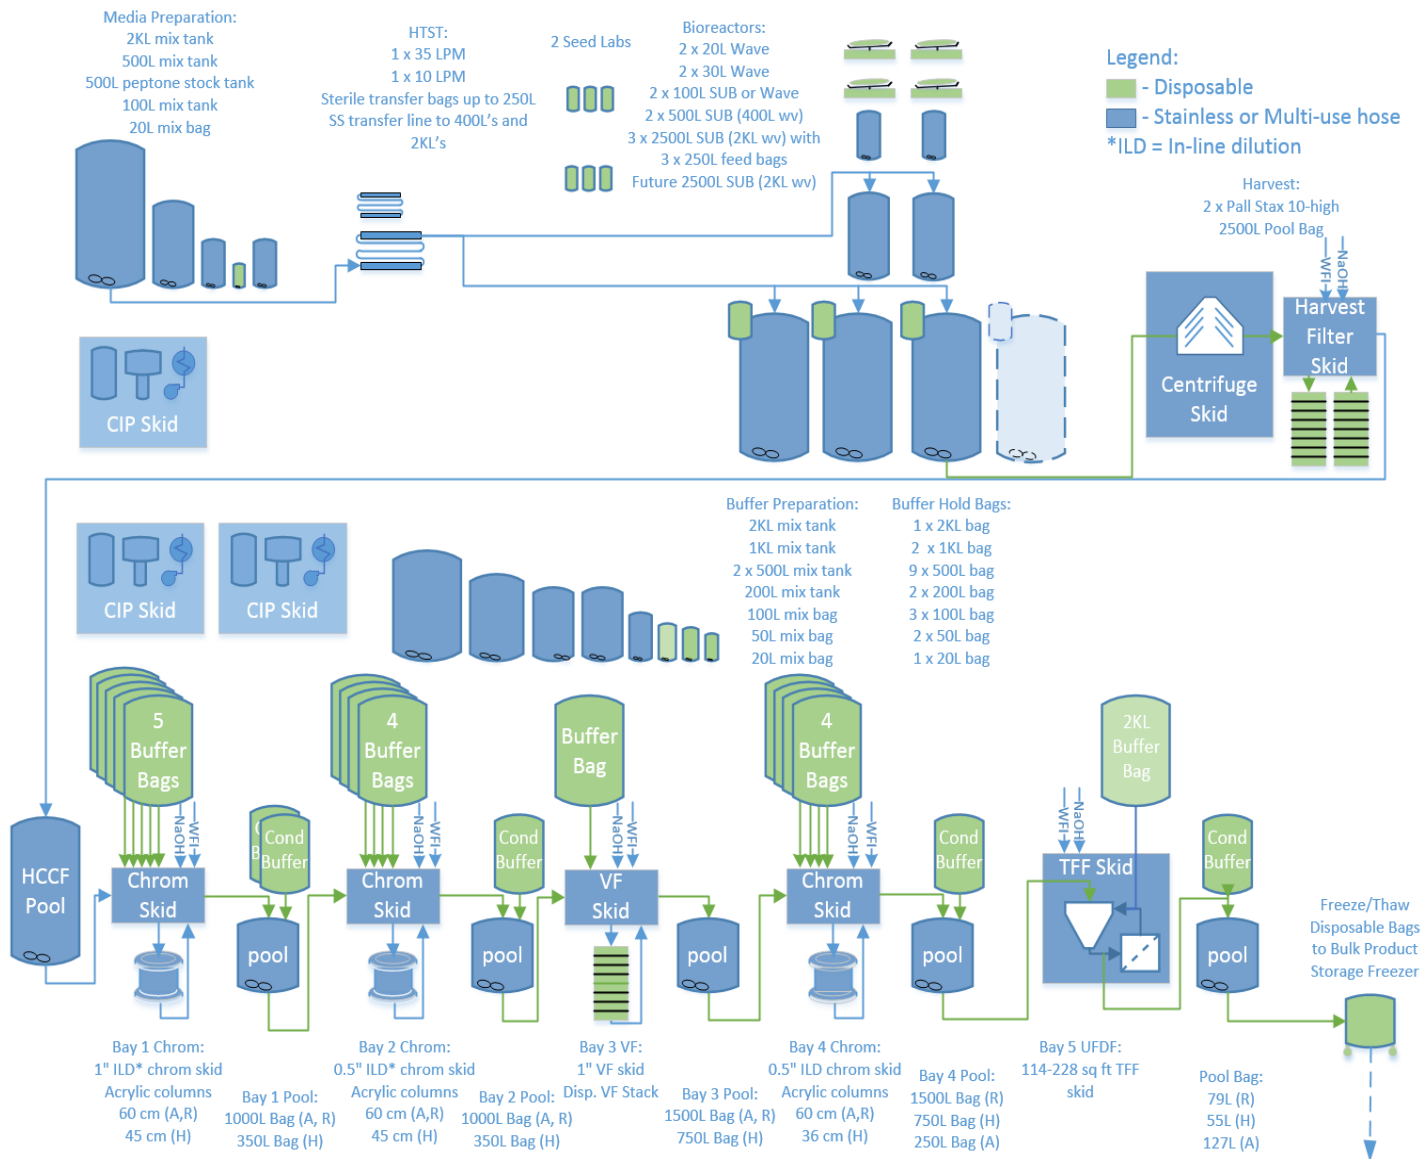 Media Preparation:
2KL mix tank
500L mix tank
500L peptone stock tank
100L mix tank
20L mix bag
HTST:
1 x 35 LPM
1 x 10 LPM
Sterile transfer bags up to 250L
SS transfer line to 400L's and
2KL's
2 Seed Labs
Bioreactors:
2 x 20L Wave
2 x 30L Wave
2 x 100L SUB or Wave
2 x 500L SUB (400L wv)
3 x 2500L SUB (2KL wv) with
3 x 250L feed bags
Future 2500L SUB (2KL wv)
Legend:
- Disposable
- Stainless or Multi-use hose
*ILD = In-line dilution
Harvest:
2 x Pall Stax 10-high
2500L Pool Bag
WFI
NaOH
Harvest
Filter
Skid
Centrifuge
Skid
CIP Skid
CIP Skid
CIP Skid
Buffer Preparation:
2KL mix tank
1KL mix tank
2 x 500L mix tank
200L mix tank
100L mix bag
50L mix bag
20L mix bag
Buffer Hold Bags:
1 x 2KL bag
2 x 1KL bag
9 x 500L bag
2 x 200L bag
3 x 100L bag
2 x 50L bag
1 x 20L bag
5
Buffer
Bags
4
Buffer
Bags
Buffer
Bag
4
Buffer
Bags
2KL
Buffer
Bag
NaOH
WFI
NaOH
WFI
NaOH
WFI
NaOH
WFI
WFI
NaOH
HCCF
Pool
Chrom
Skid
Cond
Buffer
pool
Chrom
Skid
Cond
Buffer
pool
VF
Skid
pool
Chrom
Skid
Cond
Buffer
pool
TFF Skid
Cond
Buffer
pool
Freeze/Thaw
Disposable Bags
to Bulk Product
Storage Freezer
Bay 1 Chrom:
1" ILD* chrom skid
Acrylic columns
60 cm (A,R)
45 cm (H)
Bay 1 Pool:
1000L Bag (A, R)
350L Bag (H)
Bay 2 Chrom:
0.5" ILD* chrom skid
Acrylic columns
60 cm (A,R)
45 cm (H)
Bay 2 Pool:
1000L Bag (A, R)
350L Bag (H)
Bay 3 VF:
1" VF skid
Disp. VF Stack
Bay 3 Pool:
1500L Bag (A, R)
750L Bag (H)
Bay 4 Chrom:
0.5" ILD chrom skid
Acrylic columns
60 cm (A,R)
36 cm (H)
Bay 4 Pool:
1500L Bag (R)
750L Bag (H)
250L Bag (A)
Bay 5 UFDF:
114-228 sq ft TFF
skid
Pool Bag:
79L (R)
55L (H)
127L (A)